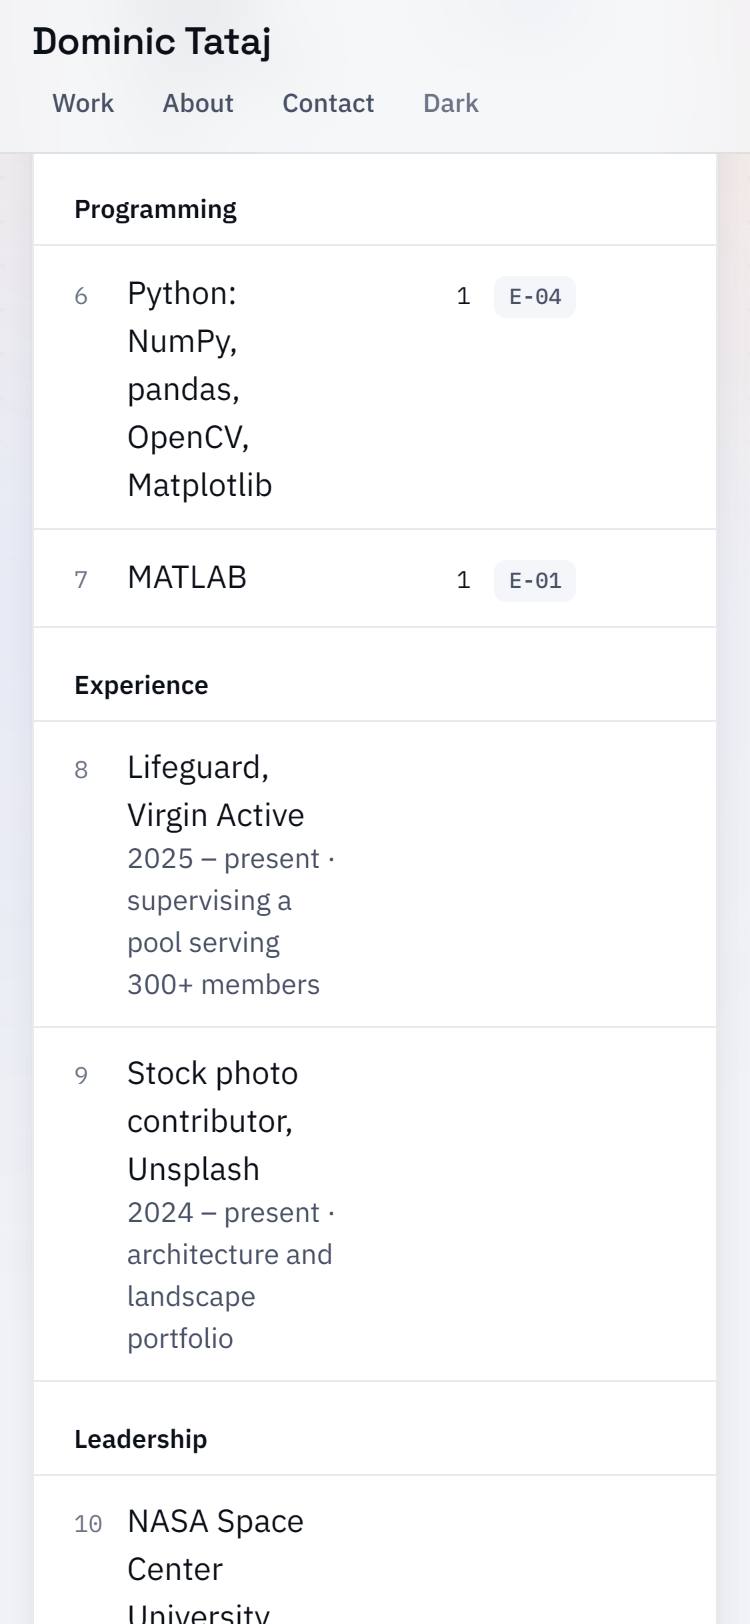 Dominic Tataj
Work About Contact Dark
Programming
6 Python: 1 E-04
NumPy,
pandas,
OpenCV,
Matplotlib
7 MATLAB 1 E-01
Experience
8 Lifeguard,
Virgin Active
2025 – present ·
supervising a
pool serving
300+ members
9 Stock photo
contributor,
Unsplash
2024 – present ·
architecture and
landscape
portfolio
Leadership
10 NASA Space
Center
University